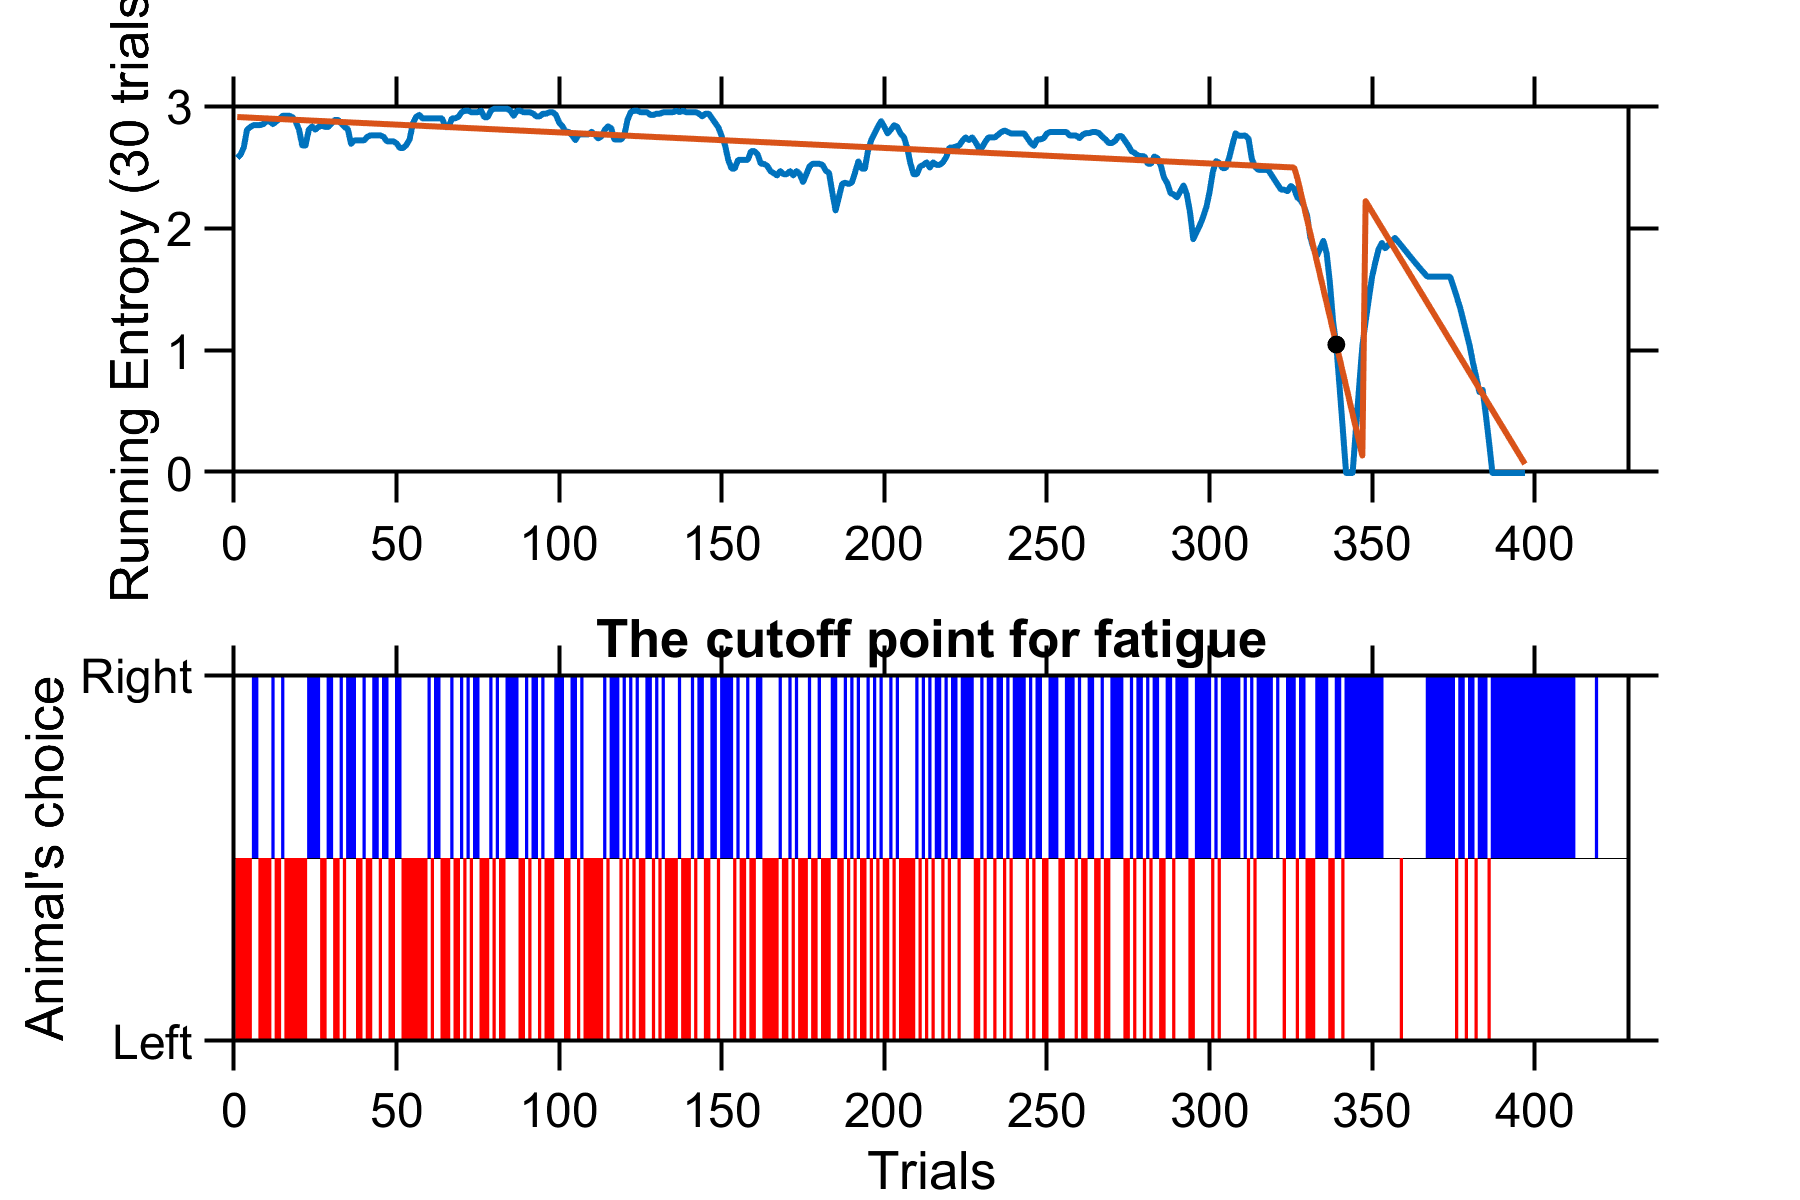 Running Entropy (30 trials
3
2
1
0
0 50 100 150 200 250 300 350 400
The cutoff point for fatigue
Animal's choice
Right
Left
0 50 100 150 200 250 300 350 400
Trials